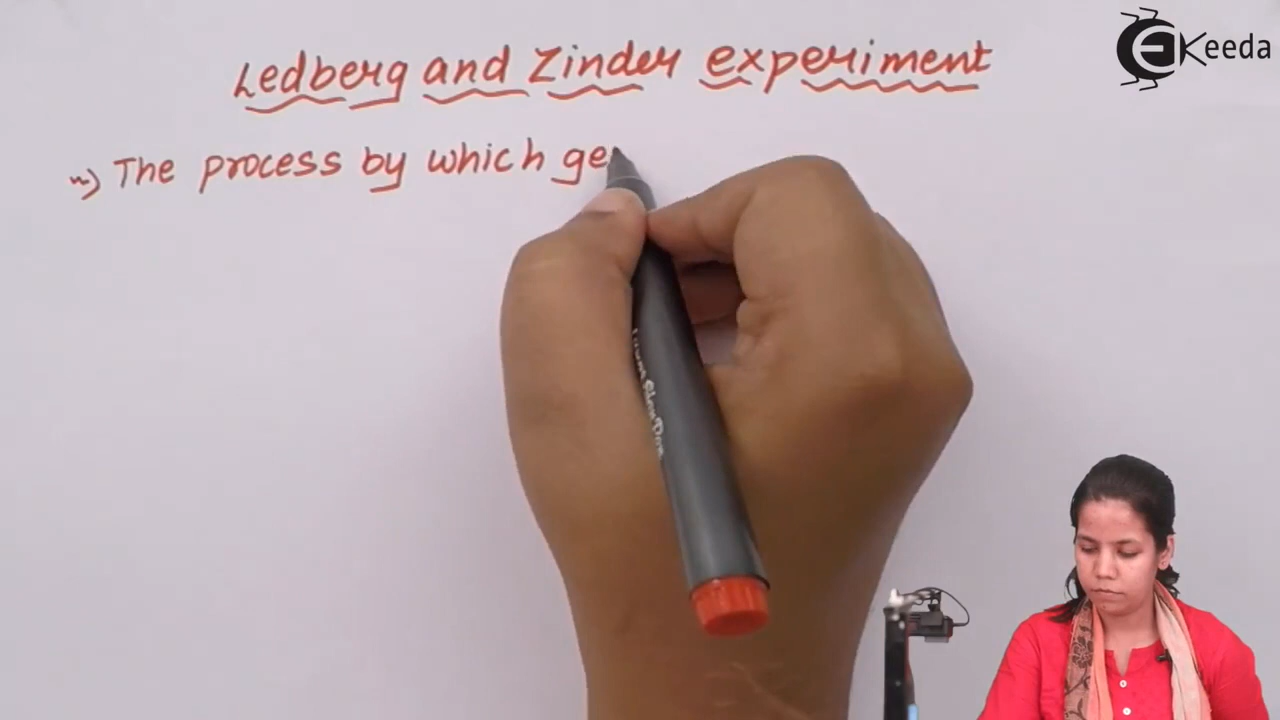 Ledberg and Zinder experiment
EKeeda
The process by which ge